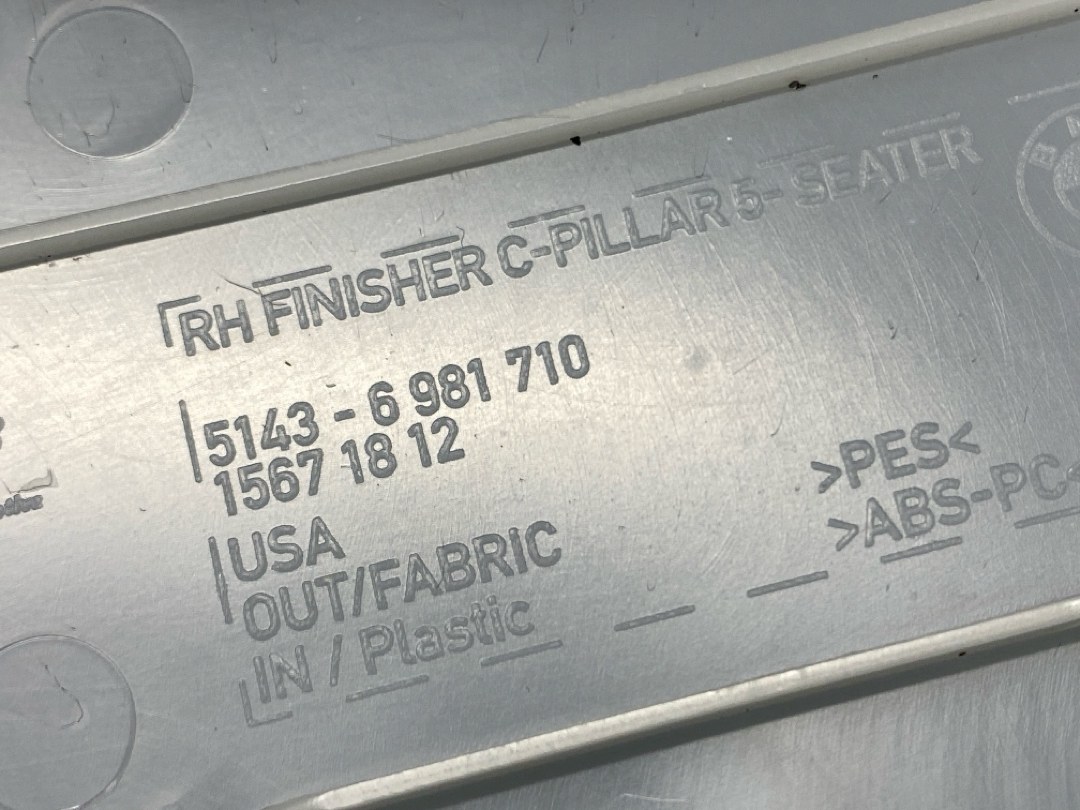 RH FINISHER C-PILLAR 5-SEATER
5143-6 981 710
1567 18 12
USA
OUT/FABRIC
IN / Plastic
>PES<
>ABS-PC<